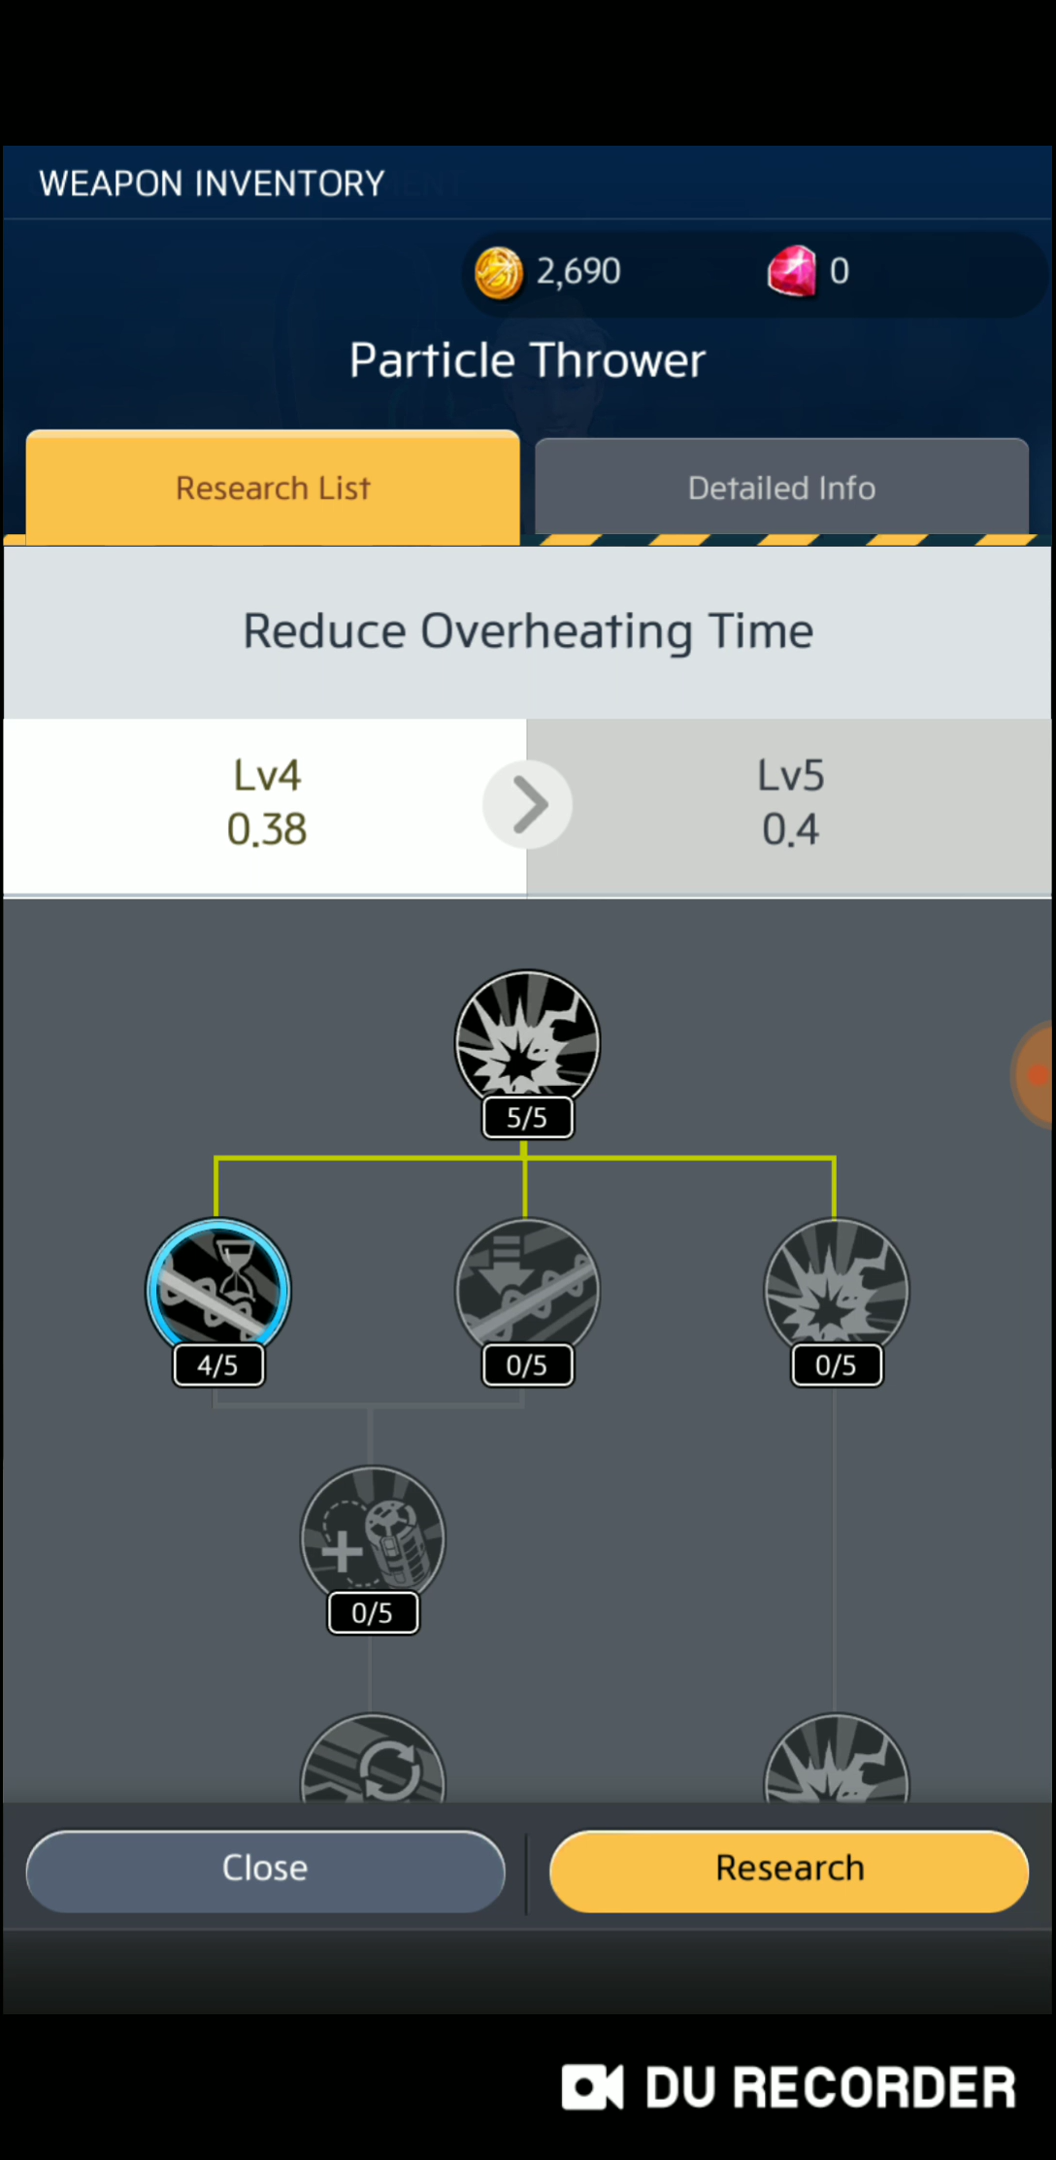 WEAPON INVENTORY
2,690
0
Particle Thrower
Research List
Detailed Info
Reduce Overheating Time
Lv4
0.38
Lv5
0.4
5/5
4/5
0/5
0/5
0/5
Close
Research
DU RECORDER